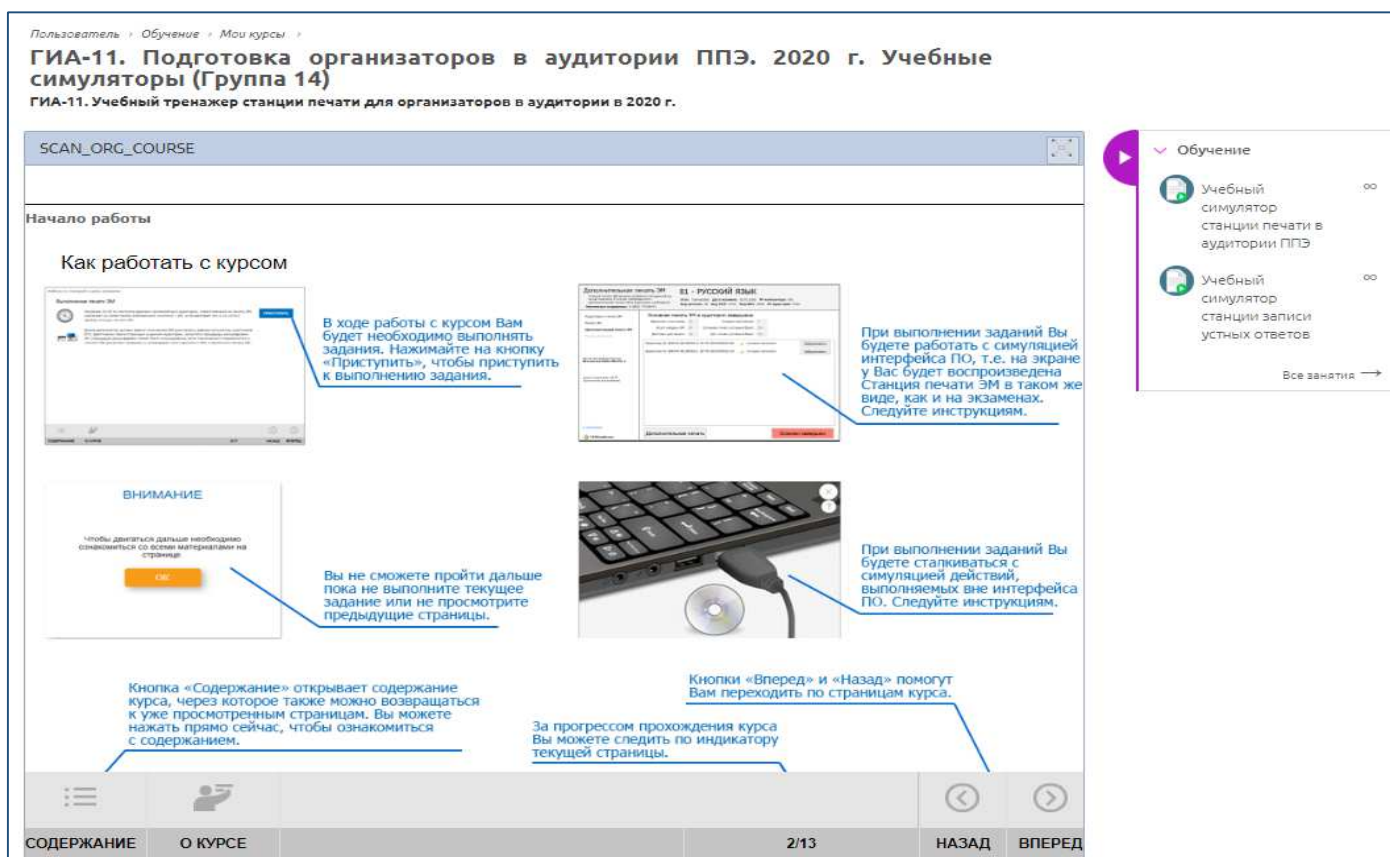 Пользователь › Обучение › Мои курсы ›
ГИА-11. Подготовка организаторов в аудитории ППЭ. 2020 г. Учебные
симуляторы (Группа 14)
ГИА-11. Учебный тренажер станции печати для организаторов в аудитории в 2020 г.
SCAN_ORG_COURSE
Начало работы
Как работать с курсом
Выполнение печати ЭМ
В ходе работы с курсом Вам
будет необходимо выполнять
задания. Нажимайте на кнопку
«Приступить», чтобы приступить
к выполнению задания.
Дополнительная печать ЭМ
01 - РУССКИЙ ЯЗЫК
Дополнительная печать
При выполнении заданий Вы
будете работать с симуляцией
интерфейса ПО, т.е. на экране
у Вас будет воспроизведена
Станция печати ЭМ в таком же
виде, как и на экзаменах.
Следуйте инструкциям.
ВНИМАНИЕ
Чтобы двигаться дальше необходимо
ознакомиться со всеми материалами на
странице
ОК
Вы не сможете пройти дальше
пока не выполните текущее
задание или не просмотрите
предыдущие страницы.
При выполнении заданий Вы
будете сталкиваться с
симуляцией действий,
выполняемых вне интерфейса
ПО. Следуйте инструкциям.
Кнопка «Содержание» открывает содержание
курса, через которое также можно возвращаться
к уже просмотренным страницам. Вы можете
нажать прямо сейчас, чтобы ознакомиться
с содержанием.
За прогрессом прохождения курса
Вы можете следить по индикатору
текущей страницы.
Кнопки «Вперед» и «Назад» помогут
Вам переходить по страницам курса.
СОДЕРЖАНИЕ
О КУРСЕ
2/13
НАЗАД
ВПЕРЕД
Обучение
Учебный
симулятор
станции печати в
аудитории ППЭ
∞
Учебный
симулятор
станции записи
устных ответов
∞
Все занятия →